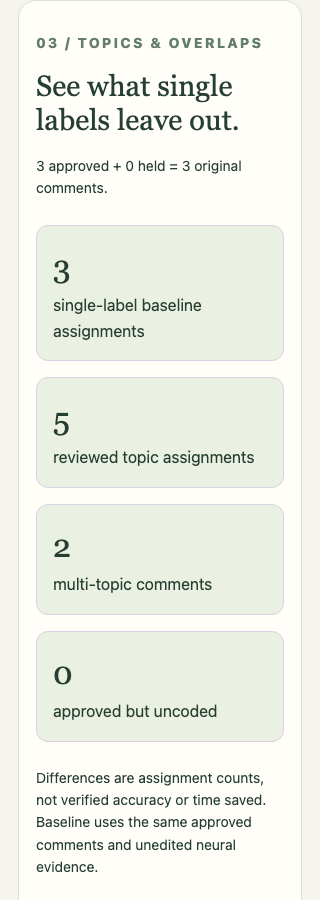 03 / TOPICS & OVERLAPS
See what single
labels leave out.
3 approved + 0 held = 3 original
comments.
3
single-label baseline
assignments
5
reviewed topic assignments
2
multi-topic comments
0
approved but uncoded
Differences are assignment counts,
not verified accuracy or time saved.
Baseline uses the same approved
comments and unedited neural
evidence.